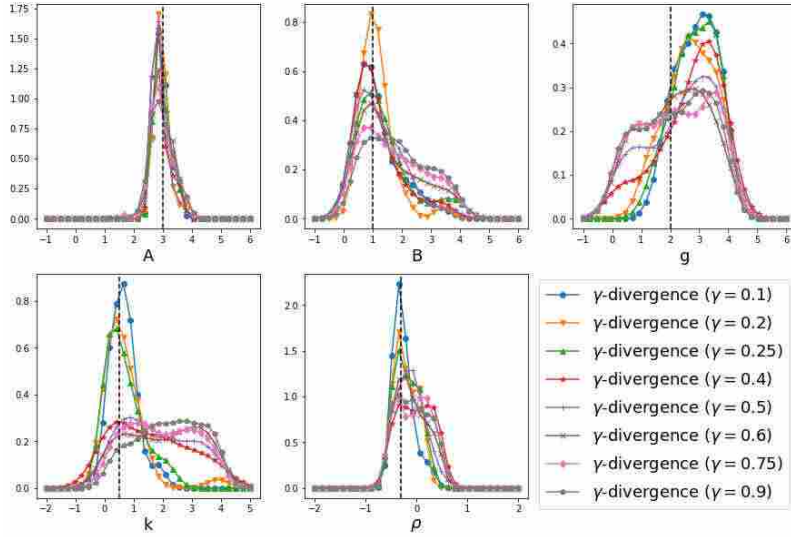 1.75
1.50
1.25
1.00
0.75
0.50
0.25
0.00
-1 0 1 2 3 4 5 6
A
0.8
0.6
0.4
0.2
0.0
-1 0 1 2 3 4 5 6
B
0.4
0.3
0.2
0.1
0.0
-1 0 1 2 3 4 5 6
g
0.8
0.6
0.4
0.2
0.0
-2 -1 0 1 2 3 4 5
k
2.0
1.5
1.0
0.5
0.0
-2 -1 0 1 2
ρ
γ-divergence (γ = 0.1)
γ-divergence (γ = 0.2)
γ-divergence (γ = 0.25)
γ-divergence (γ = 0.4)
γ-divergence (γ = 0.5)
γ-divergence (γ = 0.6)
γ-divergence (γ = 0.75)
γ-divergence (γ = 0.9)